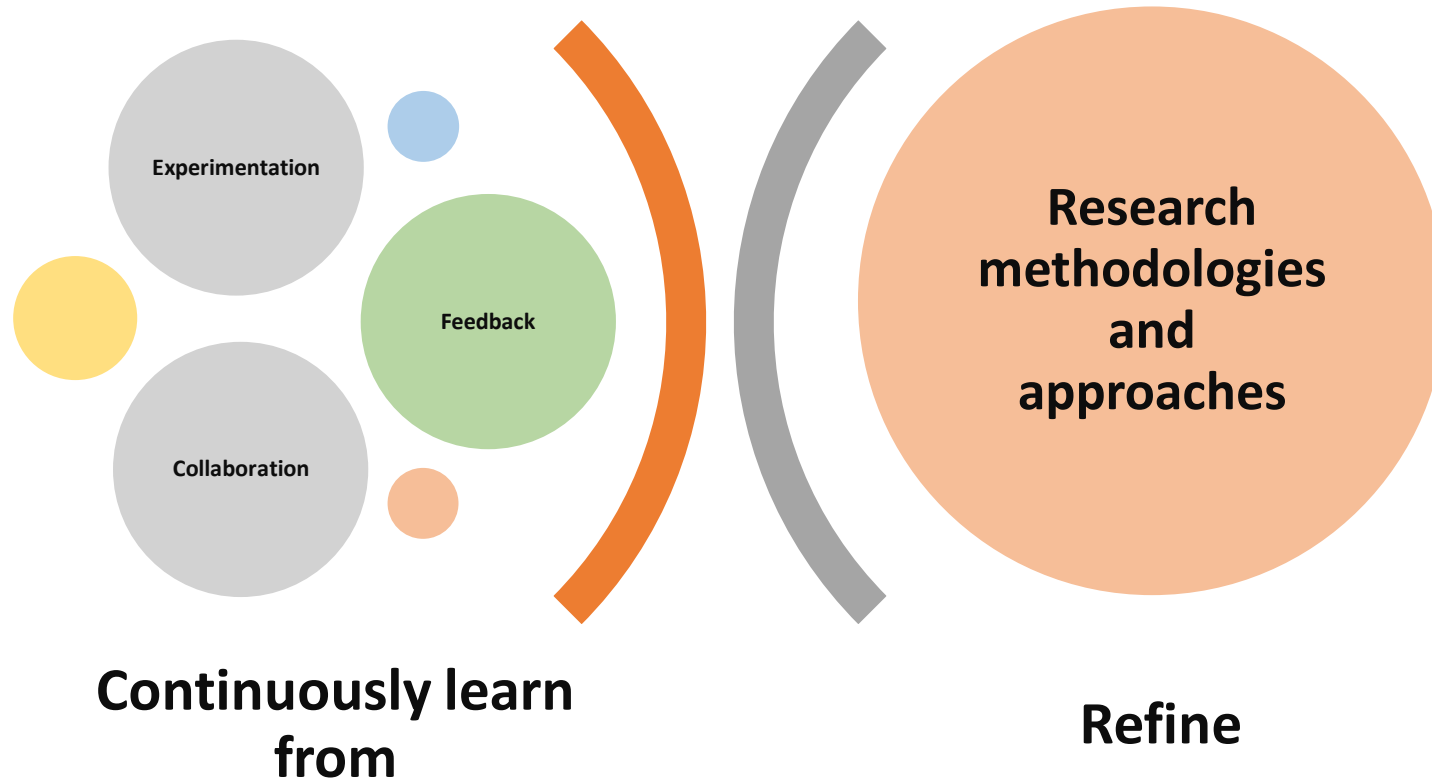 Experimentation
Feedback
Collaboration
Continuously learn
from
Research
methodologies
and
approaches
Refine